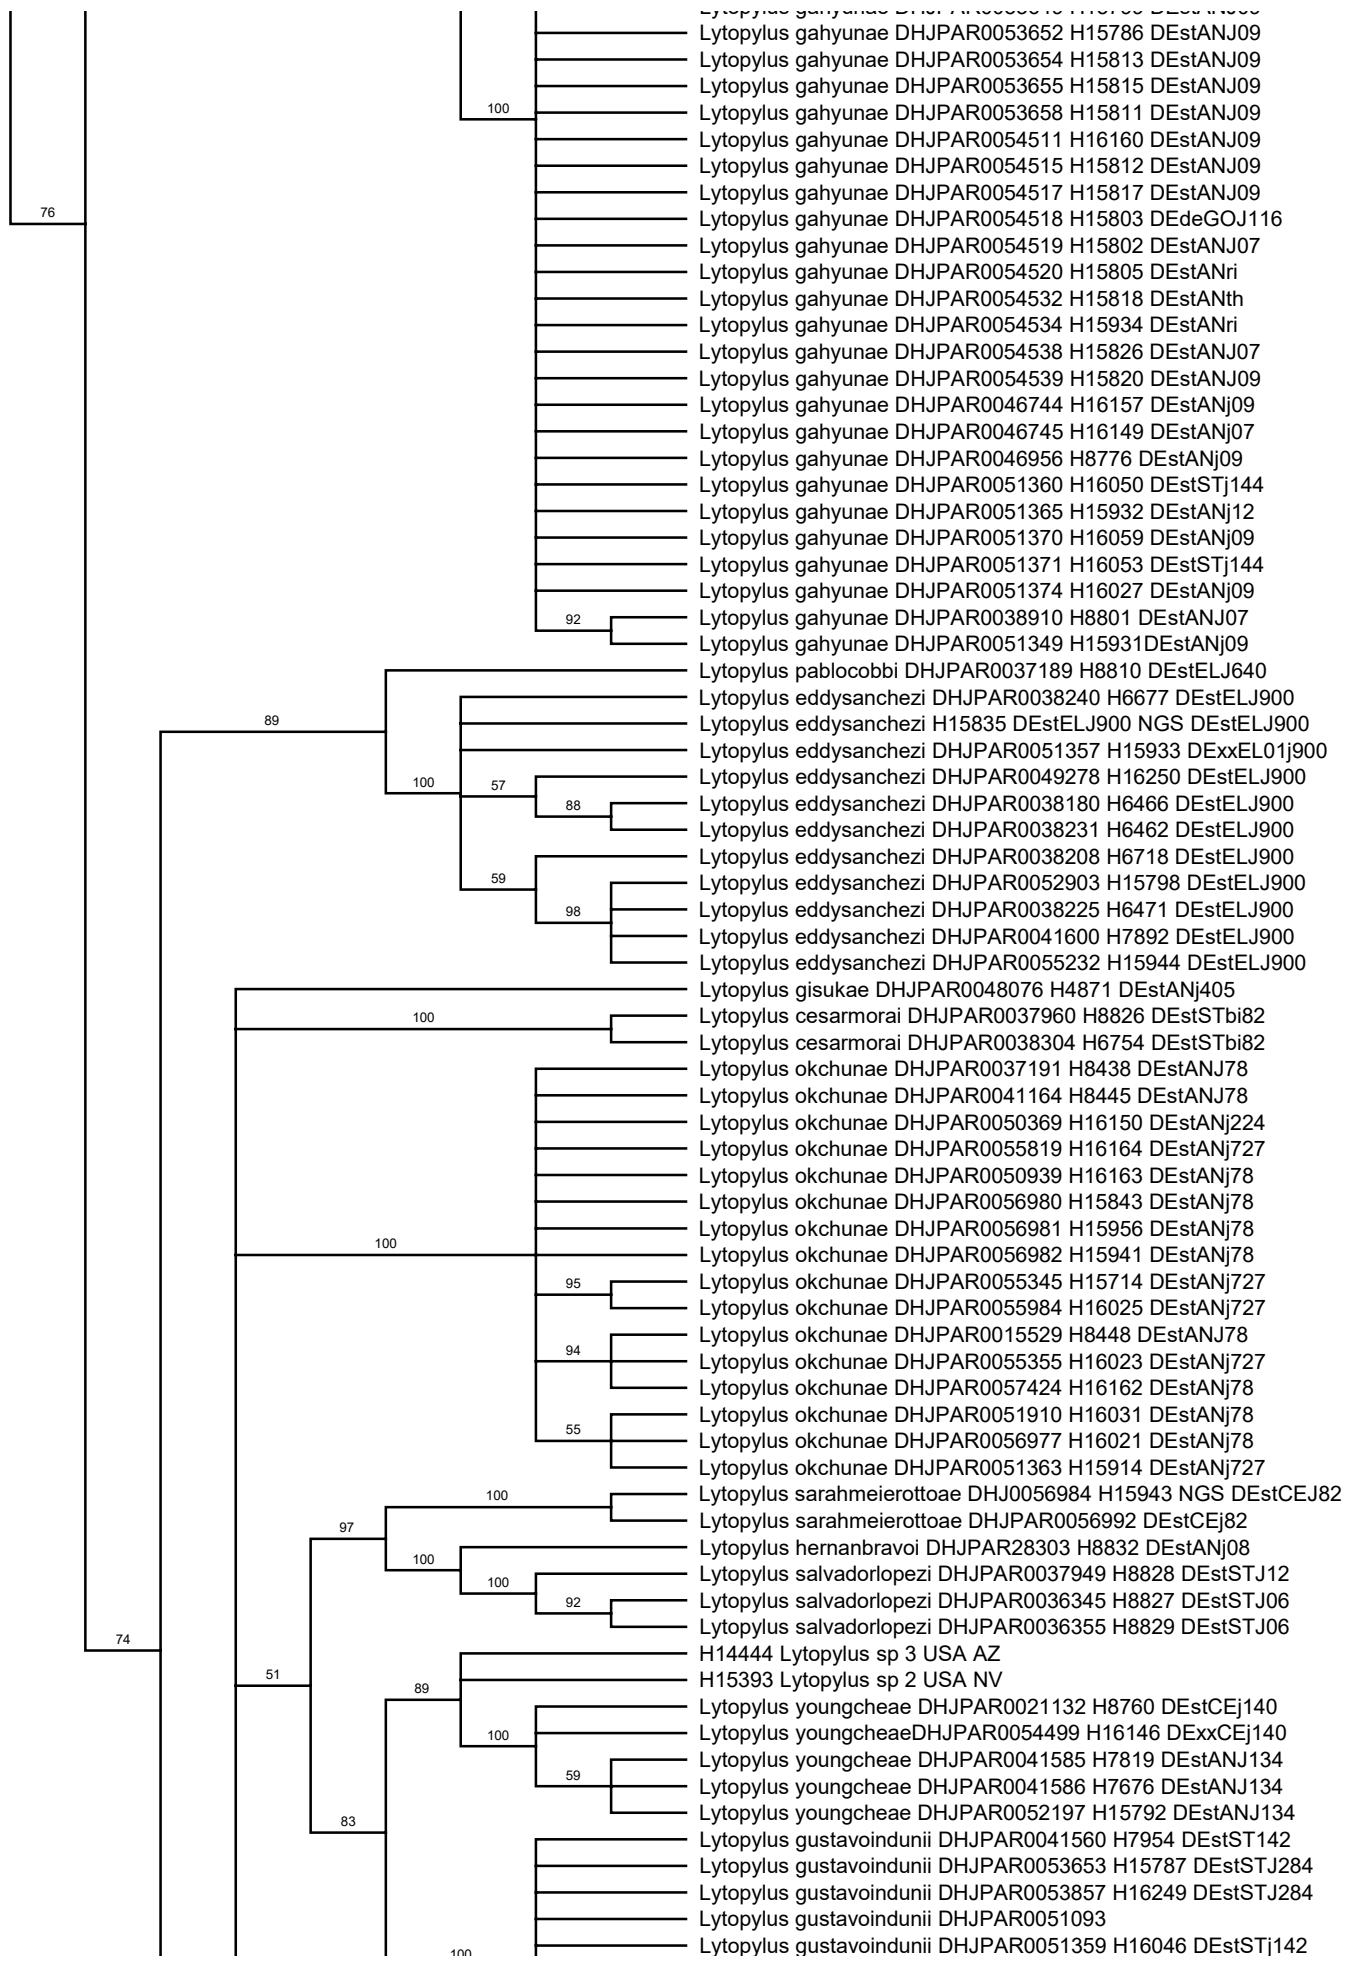 Lytopylus gahyunae DHJPAR0053652 H15786 DEstANJ09
Lytopylus gahyunae DHJPAR0053654 H15813 DEstANJ09
Lytopylus gahyunae DHJPAR0053655 H15815 DEstANJ09
100 Lytopylus gahyunae DHJPAR0053658 H15811 DEstANJ09
Lytopylus gahyunae DHJPAR0054511 H16160 DEstANJ09
Lytopylus gahyunae DHJPAR0054515 H15812 DEstANJ09
Lytopylus gahyunae DHJPAR0054517 H15817 DEstANJ09
76 Lytopylus gahyunae DHJPAR0054518 H15803 DEdeGOJ116
Lytopylus gahyunae DHJPAR0054519 H15802 DEstANJ07
Lytopylus gahyunae DHJPAR0054520 H15805 DEstANri
Lytopylus gahyunae DHJPAR0054532 H15818 DEstANth
Lytopylus gahyunae DHJPAR0054534 H15934 DEstANri
Lytopylus gahyunae DHJPAR0054538 H15826 DEstANJ07
Lytopylus gahyunae DHJPAR0054539 H15820 DEstANJ09
Lytopylus gahyunae DHJPAR0046744 H16157 DEstANj09
Lytopylus gahyunae DHJPAR0046745 H16149 DEstANj07
Lytopylus gahyunae DHJPAR0046956 H8776 DEstANj09
Lytopylus gahyunae DHJPAR0051360 H16050 DEstSTj144
Lytopylus gahyunae DHJPAR0051365 H15932 DEstANj12
Lytopylus gahyunae DHJPAR0051370 H16059 DEstANj09
Lytopylus gahyunae DHJPAR0051371 H16053 DEstSTj144
Lytopylus gahyunae DHJPAR0051374 H16027 DEstANj09
92 Lytopylus gahyunae DHJPAR0038910 H8801 DEstANJ07
Lytopylus gahyunae DHJPAR0051349 H15931DEstANj09
Lytopylus pablocobbi DHJPAR0037189 H8810 DEstELJ640
Lytopylus eddysanchezi DHJPAR0038240 H6677 DEstELJ900
89 Lytopylus eddysanchezi H15835 DEstELJ900 NGS DEstELJ900
Lytopylus eddysanchezi DHJPAR0051357 H15933 DExxEL01j900
100 57 Lytopylus eddysanchezi DHJPAR0049278 H16250 DEstELJ900
88 Lytopylus eddysanchezi DHJPAR0038180 H6466 DEstELJ900
Lytopylus eddysanchezi DHJPAR0038231 H6462 DEstELJ900
Lytopylus eddysanchezi DHJPAR0038208 H6718 DEstELJ900
59 Lytopylus eddysanchezi DHJPAR0052903 H15798 DEstELJ900
98 Lytopylus eddysanchezi DHJPAR0038225 H6471 DEstELJ900
Lytopylus eddysanchezi DHJPAR0041600 H7892 DEstELJ900
Lytopylus eddysanchezi DHJPAR0055232 H15944 DEstELJ900
Lytopylus gisukae DHJPAR0048076 H4871 DEstANj405
100 Lytopylus cesarmorai DHJPAR0037960 H8826 DEstSTbi82
Lytopylus cesarmorai DHJPAR0038304 H6754 DEstSTbi82
Lytopylus okchunae DHJPAR0037191 H8438 DEstANJ78
Lytopylus okchunae DHJPAR0041164 H8445 DEstANJ78
Lytopylus okchunae DHJPAR0050369 H16150 DEstANj224
Lytopylus okchunae DHJPAR0055819 H16164 DEstANj727
Lytopylus okchunae DHJPAR0050939 H16163 DEstANj78
Lytopylus okchunae DHJPAR0056980 H15843 DEstANj78
Lytopylus okchunae DHJPAR0056981 H15956 DEstANj78
100 Lytopylus okchunae DHJPAR0056982 H15941 DEstANj78
95 Lytopylus okchunae DHJPAR0055345 H15714 DEstANj727
Lytopylus okchunae DHJPAR0055984 H16025 DEstANj727
Lytopylus okchunae DHJPAR0015529 H8448 DEstANJ78
94 Lytopylus okchunae DHJPAR0055355 H16023 DEstANj727
Lytopylus okchunae DHJPAR0057424 H16162 DEstANj78
Lytopylus okchunae DHJPAR0051910 H16031 DEstANj78
55 Lytopylus okchunae DHJPAR0056977 H16021 DEstANj78
Lytopylus okchunae DHJPAR0051363 H15914 DEstANj727
100 Lytopylus sarahmeierottoae DHJ0056984 H15943 NGS DEstCEJ82
97 Lytopylus sarahmeierottoae DHJPAR0056992 DEstCEj82
100 Lytopylus hernanbravoi DHJPAR28303 H8832 DEstANj08
100 Lytopylus salvadorlopezi DHJPAR0037949 H8828 DEstSTJ12
92 Lytopylus salvadorlopezi DHJPAR0036345 H8827 DEstSTJ06
Lytopylus salvadorlopezi DHJPAR0036355 H8829 DEstSTJ06
74 H14444 Lytopylus sp 3 USA AZ
51 89 H15393 Lytopylus sp 2 USA NV
Lytopylus youngcheae DHJPAR0021132 H8760 DEstCEj140
100 Lytopylus youngcheaeDHJPAR0054499 H16146 DExxCEj140
Lytopylus youngcheae DHJPAR0041585 H7819 DEstANJ134
59 Lytopylus youngcheae DHJPAR0041586 H7676 DEstANJ134
Lytopylus youngcheae DHJPAR0052197 H15792 DEstANJ134
83 Lytopylus gustavoindunii DHJPAR0041560 H7954 DEstST142
Lytopylus gustavoindunii DHJPAR0053653 H15787 DEstSTJ284
Lytopylus gustavoindunii DHJPAR0053857 H16249 DEstSTJ284
Lytopylus gustavoindunii DHJPAR0051093
100 Lytopylus gustavoindunii DHJPAR0051359 H16046 DEstSTj142